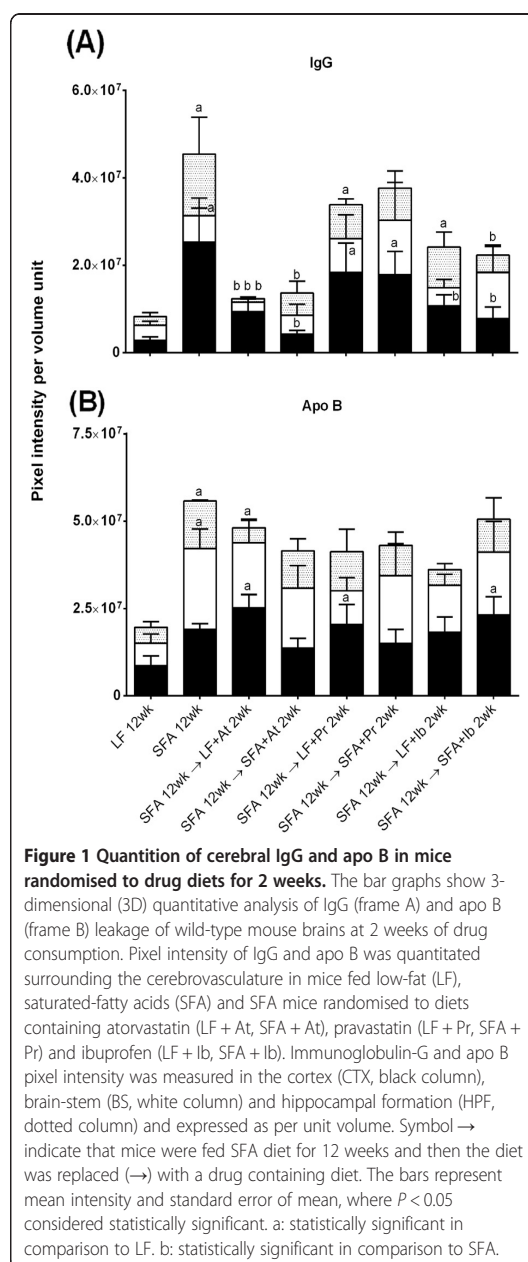 (A)
IgG
6.0×10⁷
4.0×10⁷
2.0×10⁷
0
a
a
b b b
b
b
a
a
a
a
b
b
b
(B)
Apo B
7.5×10⁷
5.0×10⁷
2.5×10⁷
0
a
a
a
a
a
a
Pixel intensity per volume unit
LF 12wk
SFA 12wk
SFA 12wk → LF+At 2wk
SFA 12wk → SFA+At 2wk
SFA 12wk → LF+Pr 2wk
SFA 12wk → SFA+Pr 2wk
SFA 12wk → LF+Ib 2wk
SFA 12wk → SFA+Ib 2wk
Figure 1 Quantition of cerebral IgG and apo B in mice
randomised to drug diets for 2 weeks. The bar graphs show 3-
dimensional (3D) quantitative analysis of IgG (frame A) and apo B
(frame B) leakage of wild-type mouse brains at 2 weeks of drug
consumption. Pixel intensity of IgG and apo B was quantitated
surrounding the cerebrovasculature in mice fed low-fat (LF),
saturated-fatty acids (SFA) and SFA mice randomised to diets
containing atorvastatin (LF + At, SFA + At), pravastatin (LF + Pr, SFA +
Pr) and ibuprofen (LF + Ib, SFA + Ib). Immunoglobulin-G and apo B
pixel intensity was measured in the cortex (CTX, black column),
brain-stem (BS, white column) and hippocampal formation (HPF,
dotted column) and expressed as per unit volume. Symbol →
indicate that mice were fed SFA diet for 12 weeks and then the diet
was replaced (→) with a drug containing diet. The bars represent
mean intensity and standard error of mean, where P < 0.05
considered statistically significant. a: statistically significant in
comparison to LF. b: statistically significant in comparison to SFA.